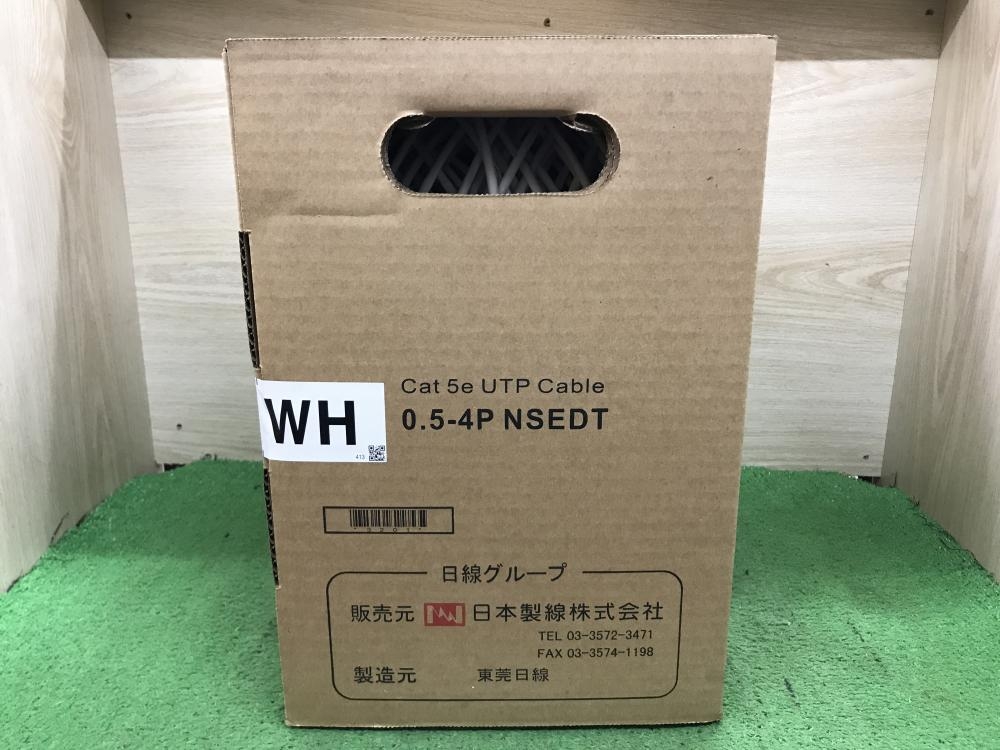 Cat 5e UTP Cable
0.5-4P NSEDT
WH
413
*3201*
日線グループ
販売元 日本製線株式会社
TEL 03-3572-3471
FAX 03-3574-1198
製造元 東莞日線